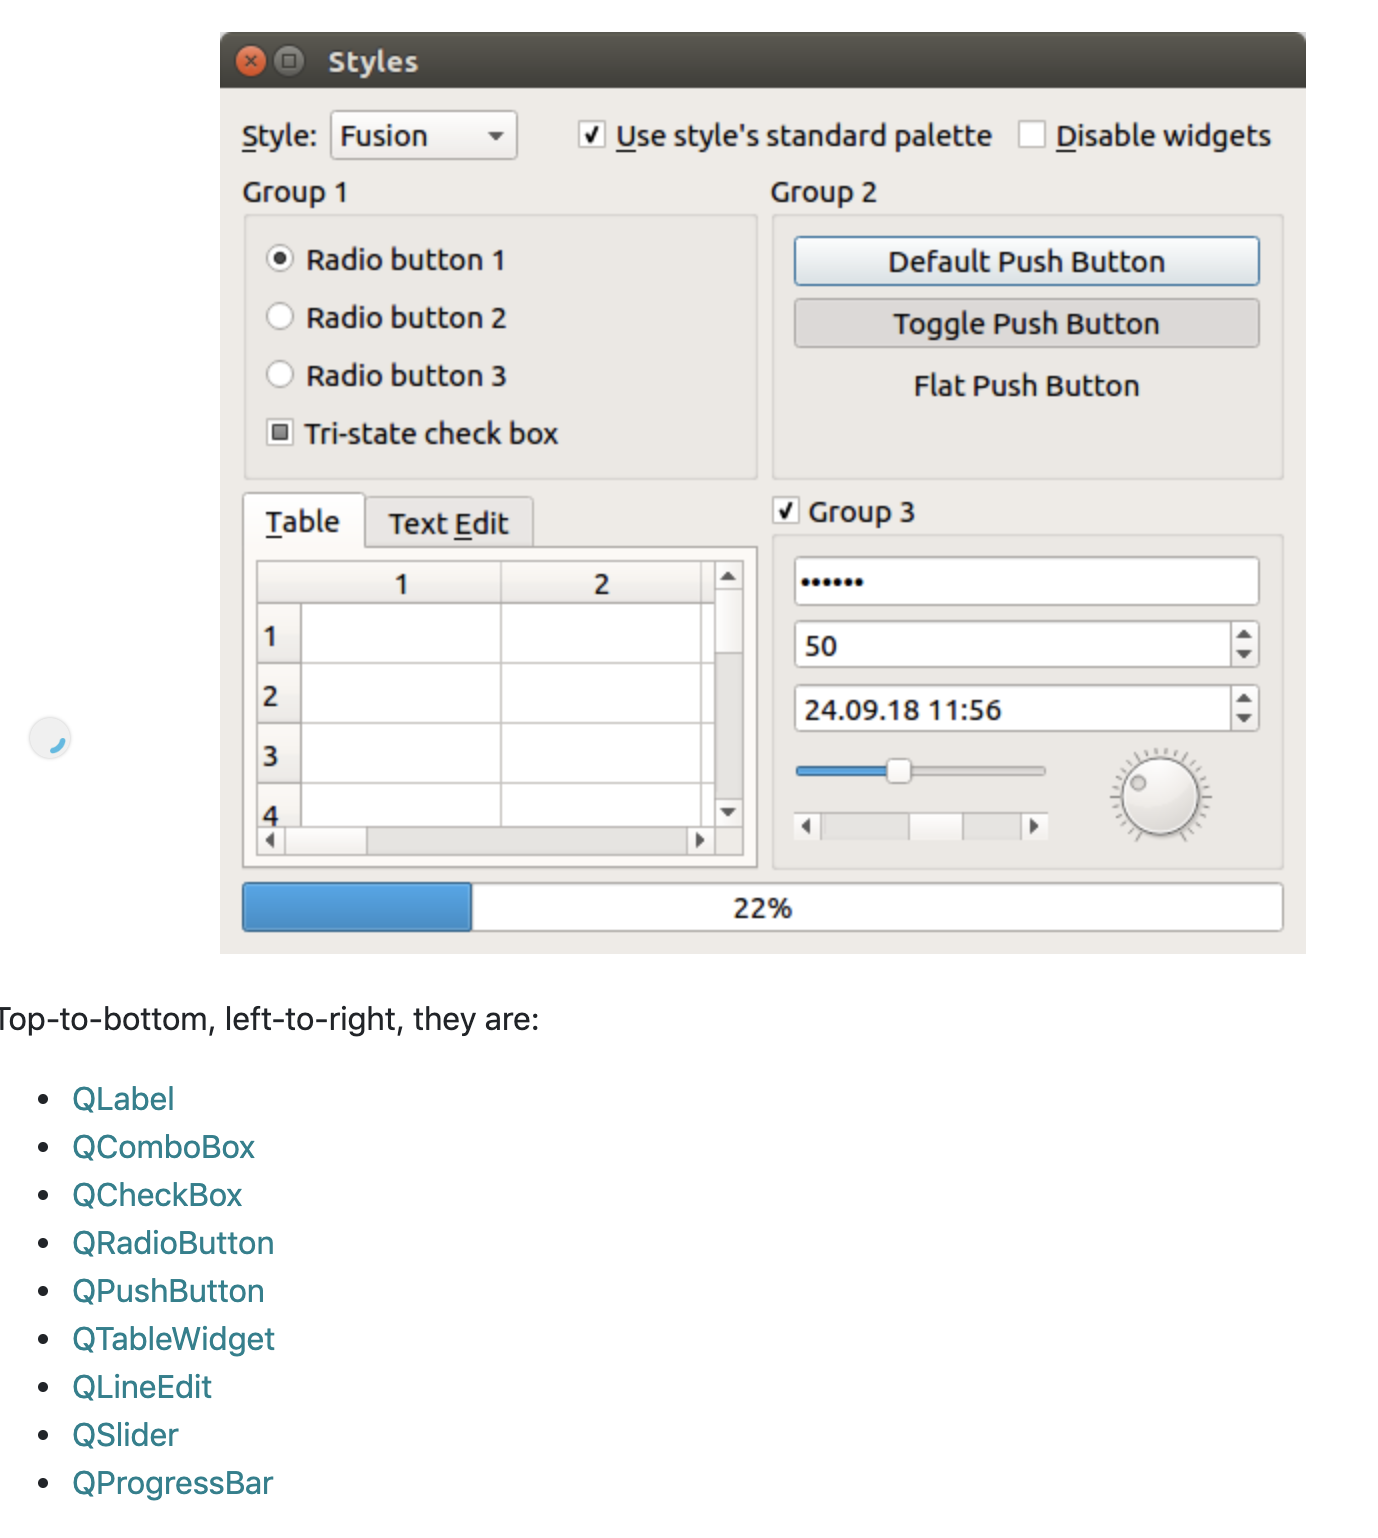 Styles
Style: Fusion Use style's standard palette Disable widgets
Group 1 Group 2
Radio button 1
Radio button 2
Radio button 3
Tri-state check box
Default Push Button
Toggle Push Button
Flat Push Button
Table Text Edit
1 2
1
2
3
4
Group 3
••••••
50
24.09.18 11:56
22%
Top-to-bottom, left-to-right, they are:
• QLabel
• QComboBox
• QCheckBox
• QRadioButton
• QPushButton
• QTableWidget
• QLineEdit
• QSlider
• QProgressBar